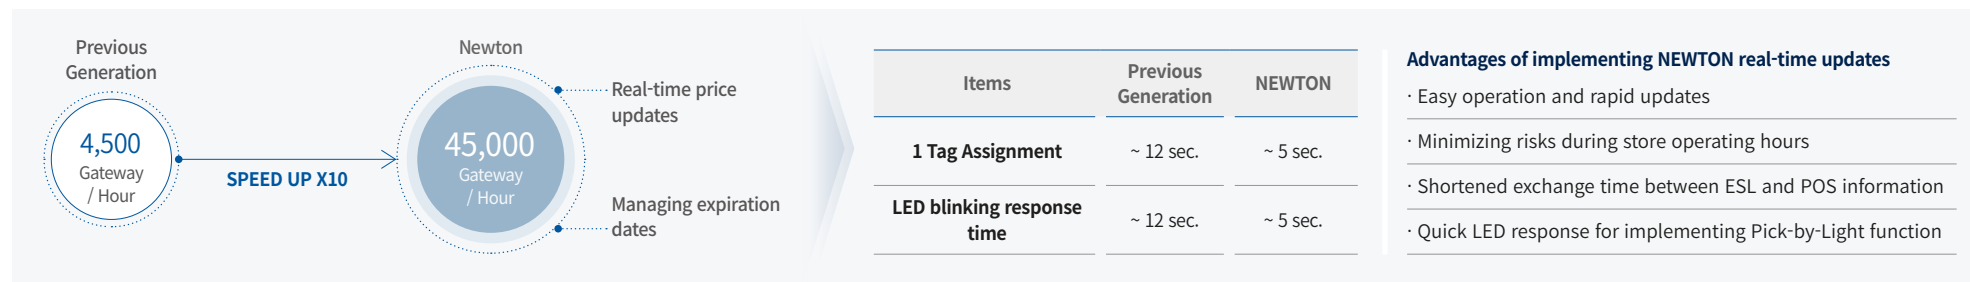 Previous
Generation
4,500
Gateway
/ Hour
SPEED UP X10
Newton
45,000
Gateway
/ Hour
Real-time price
updates
Managing expiration
dates
Items
Previous
Generation
NEWTON
1 Tag Assignment
~ 12 sec.
~ 5 sec.
LED blinking response
time
~ 12 sec.
~ 5 sec.
Advantages of implementing NEWTON real-time updates
· Easy operation and rapid updates
· Minimizing risks during store operating hours
· Shortened exchange time between ESL and POS information
· Quick LED response for implementing Pick-by-Light function